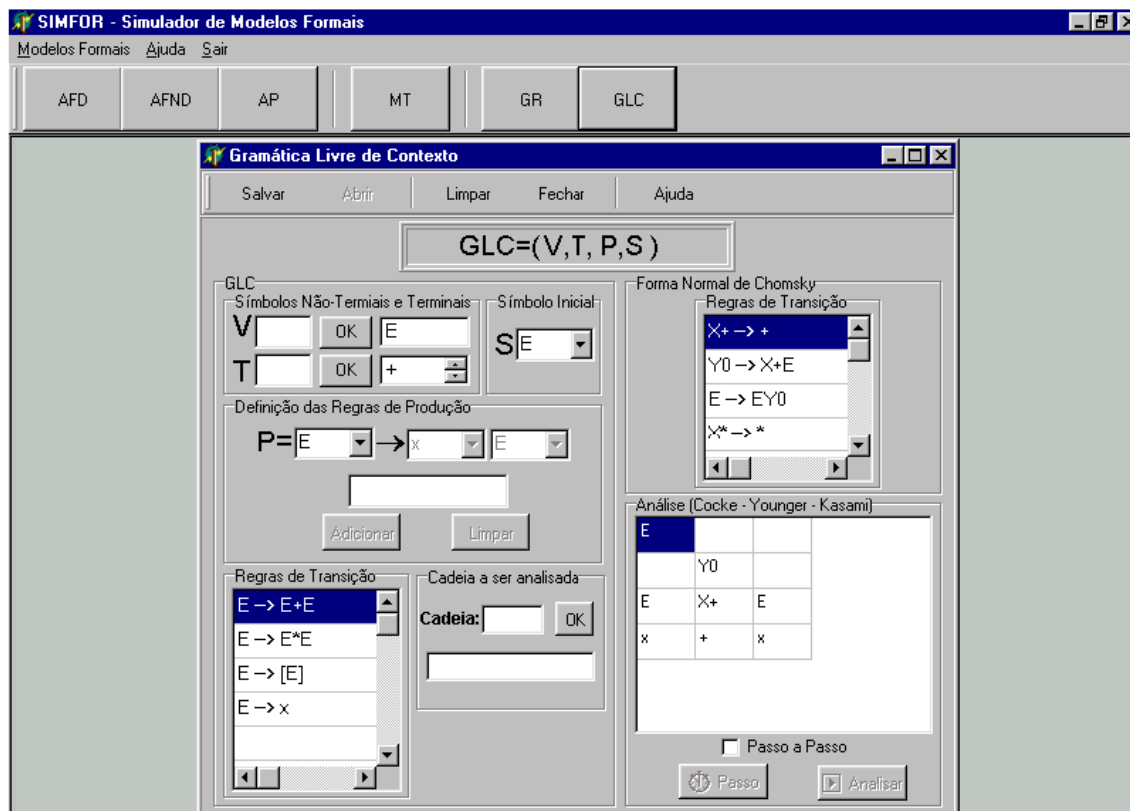 SIMFOR - Simulador de Modelos Formais
Modelos Formais Ajuda Sair
AFD AFND AP MT GR GLC
Gramática Livre de Contexto
Salvar Abrir Limpar Fechar Ajuda
GLC=(V,T, P,S )
GLC
Símbolos Não-Termiais e Terminais
V OK E
T OK +
Símbolo Inicial
S E
Definição das Regras de Produção
P= E → x E
Adicionar Limpar
Regras de Transição
E -> E+E
E -> E*E
E -> [E]
E -> x
Cadeia a ser analisada
Cadeia: OK
Forma Normal de Chomsky
Regras de Transição
X+ -> +
Y0 -> X+E
E -> EY0
X* -> *
Análise (Cocke - Younger - Kasami)
E
Y0
E X+ E
x + x
Passo a Passo
Passo Analisar